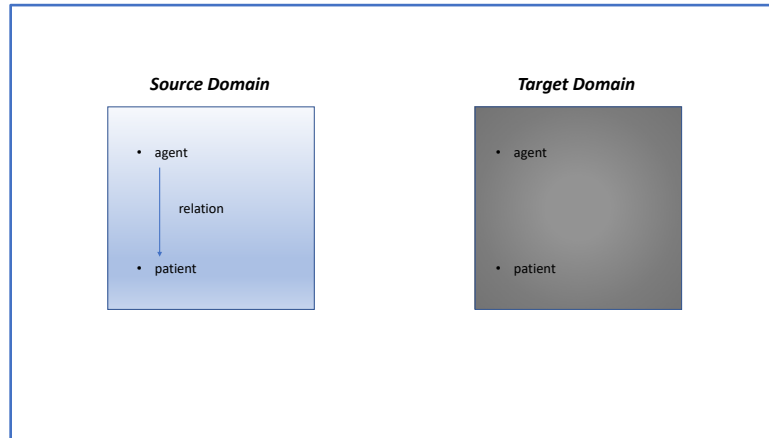 Source Domain
Target Domain
• agent
relation
• patient
• agent
• patient